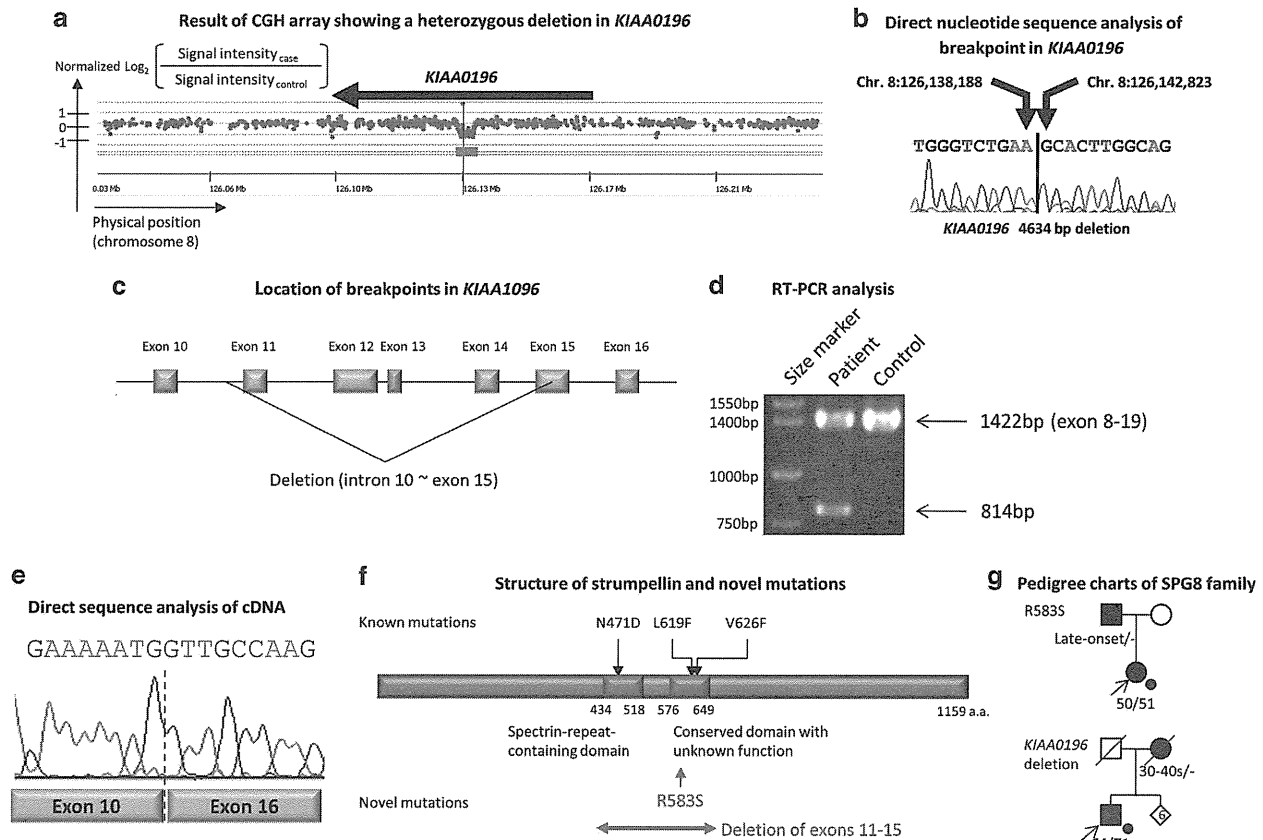 a
Result of CGH array showing a heterozygous deletion in KIAA0196
Normalized Log2
Signal intensity case
Signal intensity control
KIAA0196
1
0
-1
0.03 Mb
126.06 Mb
126.10 Mb
126.13 Mb
126.17 Mb
126.21 Mb
Physical position
(chromosome 8)
b
Direct nucleotide sequence analysis of
breakpoint in KIAA0196
Chr. 8:126,138,188
Chr. 8:126,142,823
TGGGTCTGAA GCACTTGGCAG
KIAA0196 4634 bp deletion
c
Location of breakpoints in KIAA1096
Exon 10
Exon 11
Exon 12
Exon 13
Exon 14
Exon 15
Exon 16
Deletion (intron 10 ~ exon 15)
d
RT-PCR analysis
Size marker
Patient
Control
1550bp
1400bp
1000bp
750bp
1422bp (exon 8-19)
814bp
e
Direct sequence analysis of cDNA
GAAAAATGGTTGCCAAG
Exon 10
Exon 16
f
Structure of strumpellin and novel mutations
Known mutations
N471D
L619F
V626F
434
518
576
649
1159 a.a.
Spectrin-repeat-
containing domain
Conserved domain with
unknown function
Novel mutations
R583S
Deletion of exons 11-15
g
Pedigree charts of SPG8 family
R583S
Late-onset/-
50/51
KIAA0196
deletion
30-40s/-
6